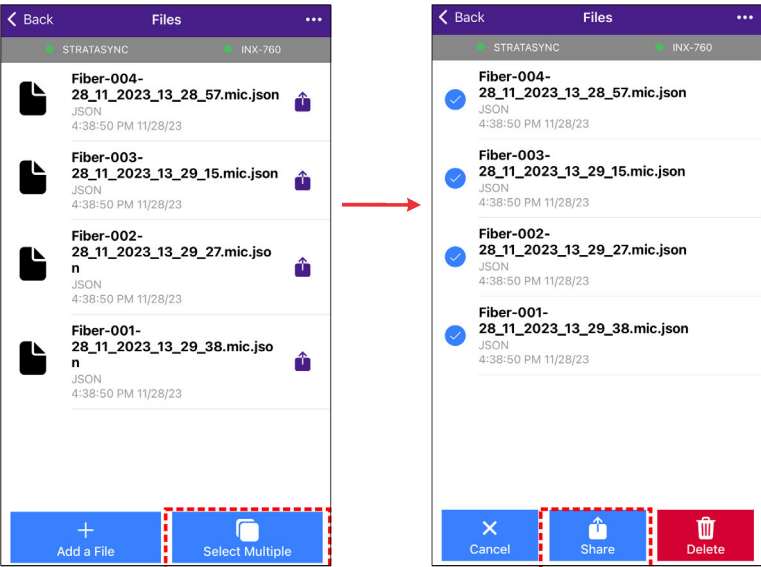 Back
Files
STRATASYNC
INX-760
Fiber-004-
28_11_2023_13_28_57.mic.json
JSON
4:38:50 PM 11/28/23
Fiber-003-
28_11_2023_13_29_15.mic.json
JSON
4:38:50 PM 11/28/23
Fiber-002-
28_11_2023_13_29_27.mic.jso
n
JSON
4:38:50 PM 11/28/23
Fiber-001-
28_11_2023_13_29_38.mic.jso
n
JSON
4:38:50 PM 11/28/23
Add a File
Select Multiple
Back
Files
STRATASYNC
INX-760
Fiber-004-
28_11_2023_13_28_57.mic.json
JSON
4:38:50 PM 11/28/23
Fiber-003-
28_11_2023_13_29_15.mic.json
JSON
4:38:50 PM 11/28/23
Fiber-002-
28_11_2023_13_29_27.mic.json
JSON
4:38:50 PM 11/28/23
Fiber-001-
28_11_2023_13_29_38.mic.json
JSON
4:38:50 PM 11/28/23
Cancel
Share
Delete